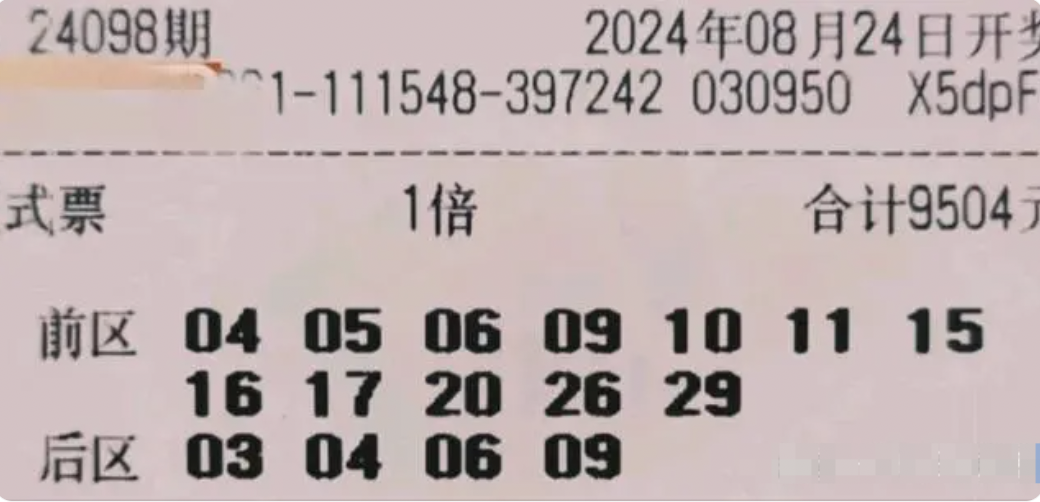 24098期 2024年08月24日开奖
1-111548-397242 030950 X5dpF
式票 1倍 合计9504元
前区 04 05 06 09 10 11 15
16 17 20 26 29
后区 03 04 06 09